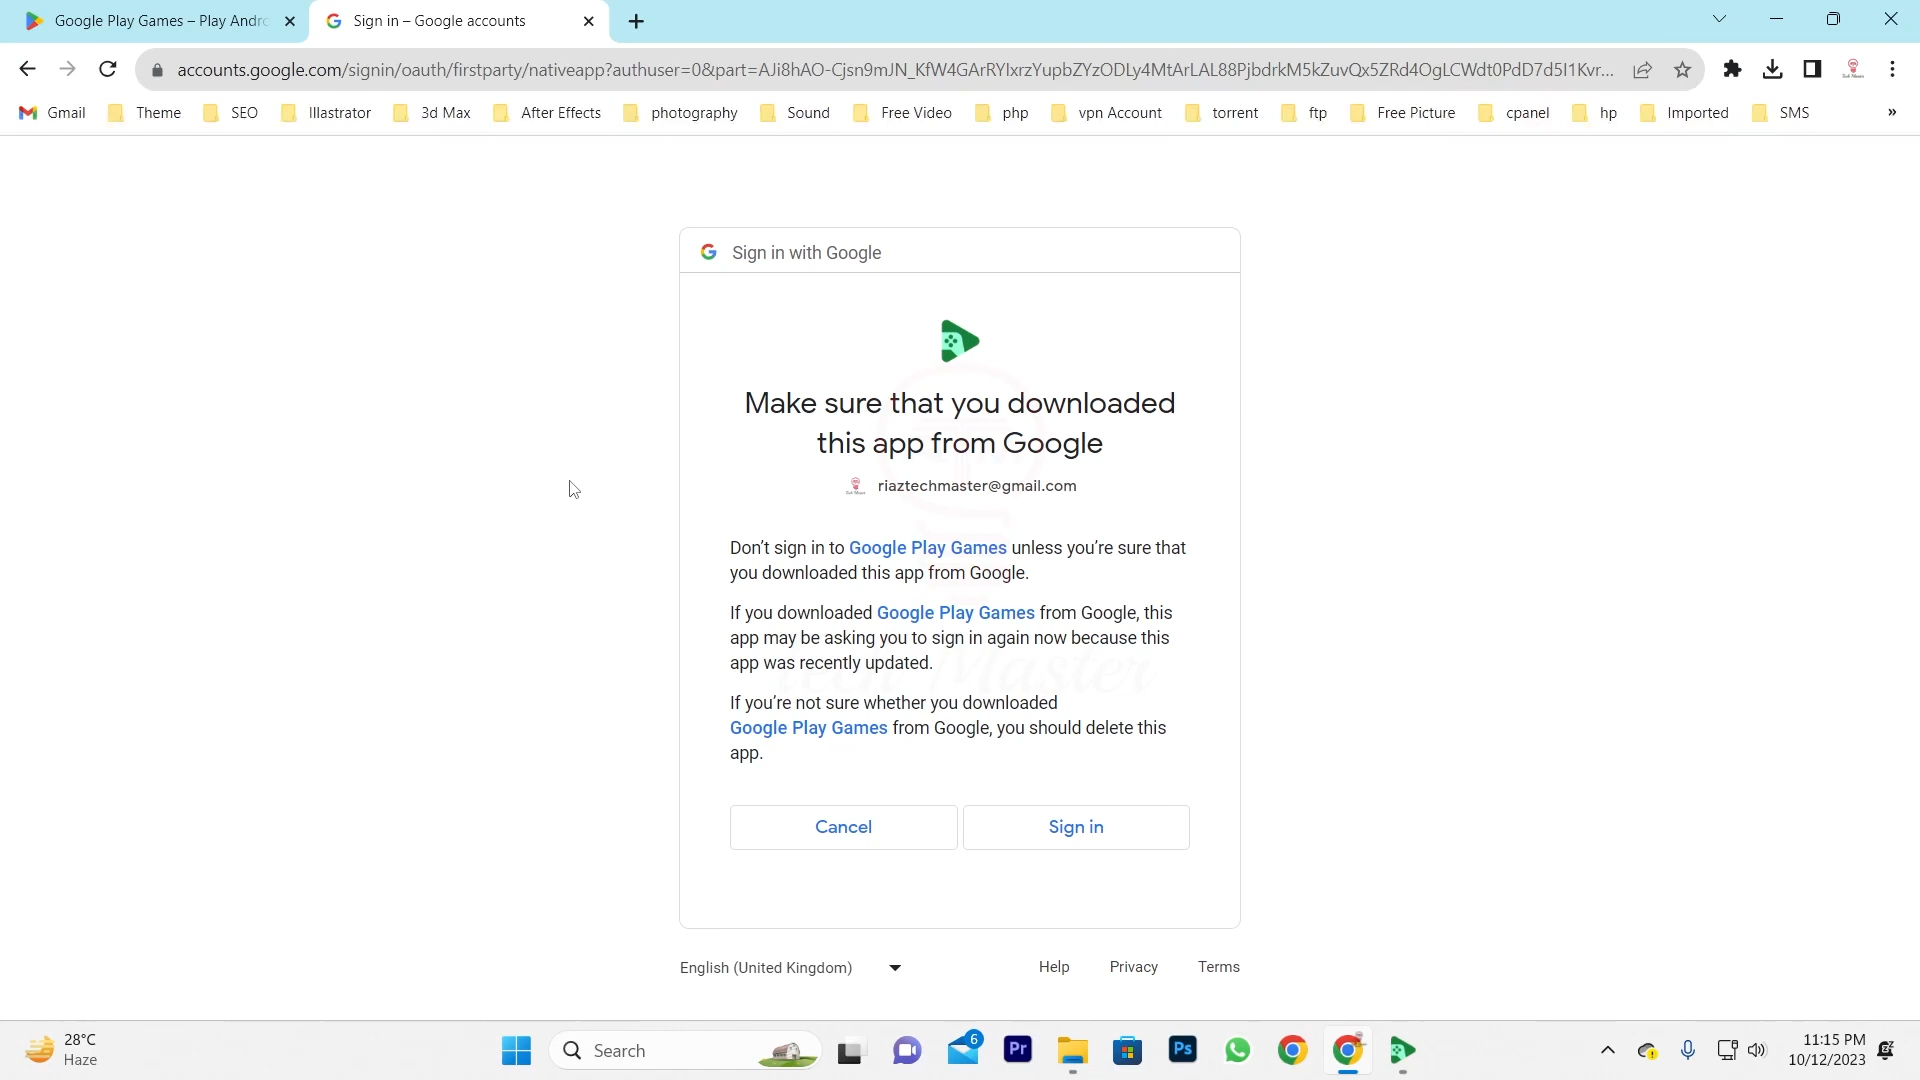 Google Play Games – Play Andro
Sign in – Google accounts
accounts.google.com/signin/oauth/firstparty/nativeapp?authuser=0&part=AJi8hAO-Cjsn9mJN_KfW4GArRYIxrzYupbZYzODLy4MtArLAL88PjbdrkM5kZuvQx5ZRd4OgLCWdt0PdD7d5I1Kvr...
Gmail Theme SEO Illastrator 3d Max After Effects photography Sound Free Video php vpn Account torrent ftp Free Picture cpanel hp Imported SMS »
Sign in with Google
Make sure that you downloaded
this app from Google
riaztechmaster@gmail.com
Don't sign in to Google Play Games unless you're sure that
you downloaded this app from Google.
If you downloaded Google Play Games from Google, this
app may be asking you to sign in again now because this
app was recently updated.
Tech Master
If you're not sure whether you downloaded
Google Play Games from Google, you should delete this
app.
Cancel Sign in
English (United Kingdom) Help Privacy Terms
28°C
Haze
Search
6
Pr
Ps
11:15 PM
10/12/2023